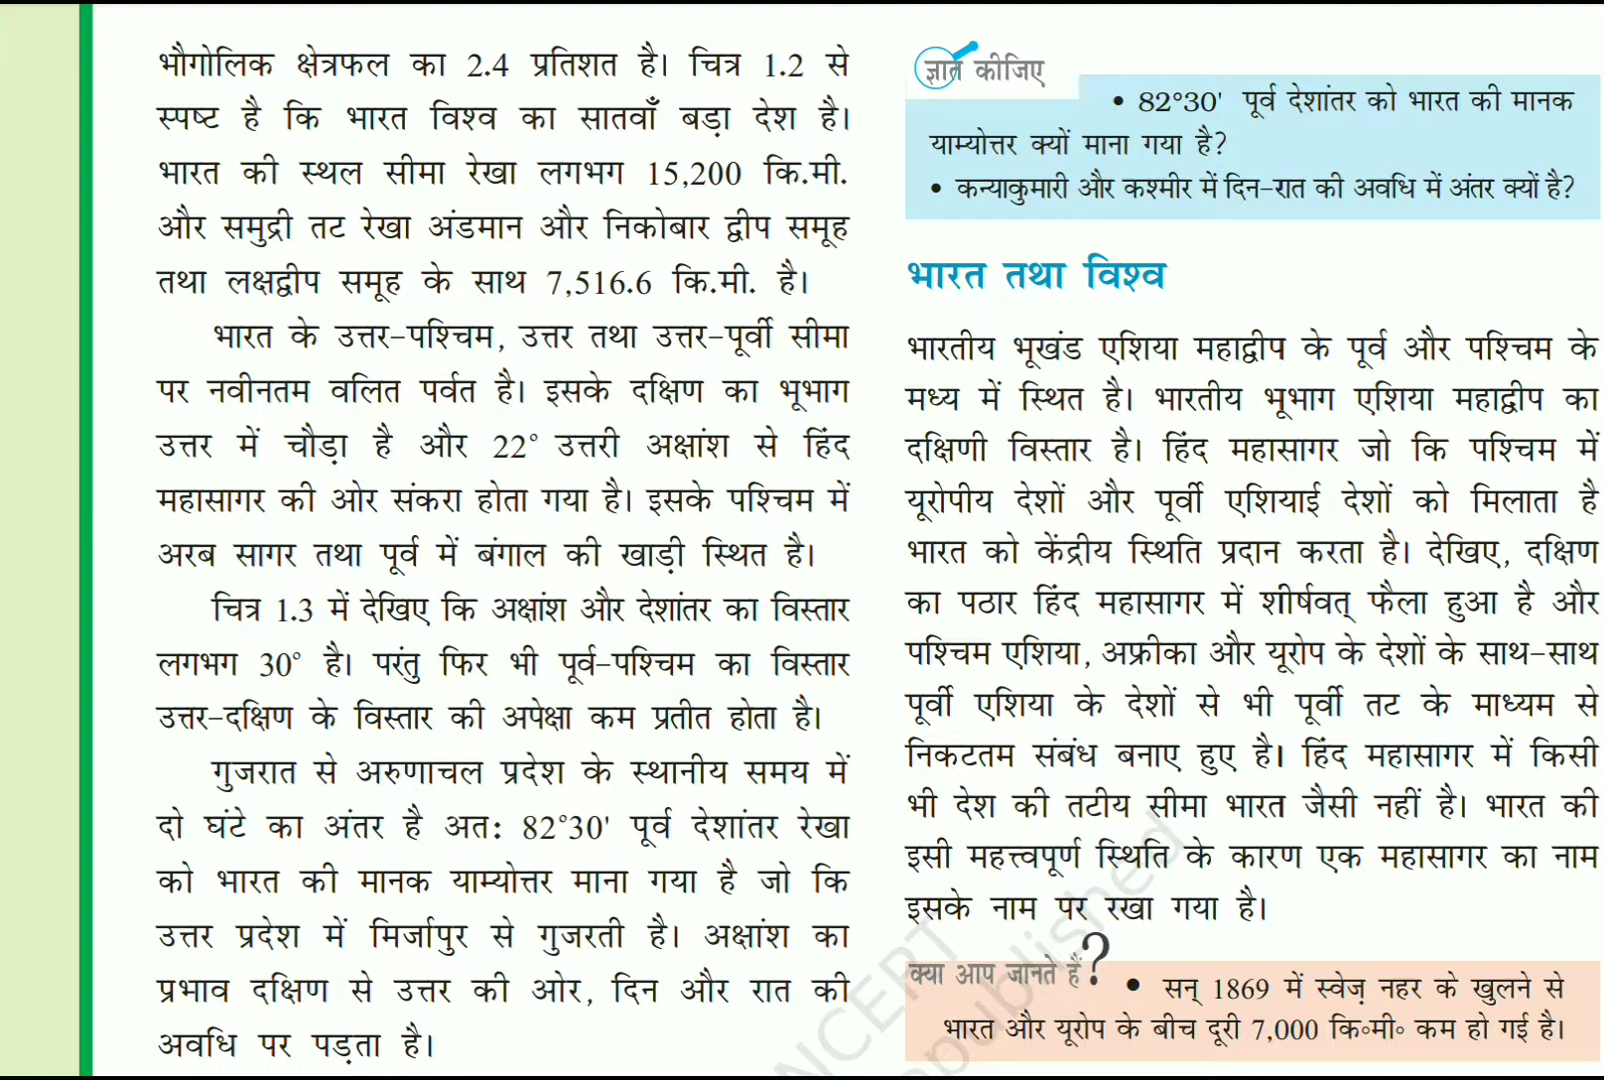 भौगोलिक क्षेत्रफल का 2.4 प्रतिशत है। चित्र 1.2 से
स्पष्ट है कि भारत विश्व का सातवाँ बड़ा देश है।
भारत की स्थल सीमा रेखा लगभग 15,200 कि.मी.
और समुद्री तट रेखा अंडमान और निकोबार द्वीप समूह
तथा लक्षद्वीप समूह के साथ 7,516.6 कि.मी. है।
भारत के उत्तर-पश्चिम, उत्तर तथा उत्तर-पूर्वी सीमा
पर नवीनतम वलित पर्वत है। इसके दक्षिण का भूभाग
उत्तर में चौड़ा है और 22° उत्तरी अक्षांश से हिंद
महासागर की ओर संकरा होता गया है। इसके पश्चिम में
अरब सागर तथा पूर्व में बंगाल की खाड़ी स्थित है।
चित्र 1.3 में देखिए कि अक्षांश और देशांतर का विस्तार
लगभग 30° है। परंतु फिर भी पूर्व-पश्चिम का विस्तार
उत्तर-दक्षिण के विस्तार की अपेक्षा कम प्रतीत होता है।
गुजरात से अरुणाचल प्रदेश के स्थानीय समय में
दो घंटे का अंतर है अतः 82°30' पूर्व देशांतर रेखा
को भारत की मानक याम्योत्तर माना गया है जो कि
उत्तर प्रदेश में मिर्जापुर से गुजरती है। अक्षांश का
प्रभाव दक्षिण से उत्तर की ओर, दिन और रात की
अवधि पर पड़ता है।
ज्ञात कीजिए
• 82°30' पूर्व देशांतर को भारत की मानक
याम्योत्तर क्यों माना गया है?
• कन्याकुमारी और कश्मीर में दिन-रात की अवधि में अंतर क्यों है?
भारत तथा विश्व
भारतीय भूखंड एशिया महाद्वीप के पूर्व और पश्चिम के
मध्य में स्थित है। भारतीय भूभाग एशिया महाद्वीप का
दक्षिणी विस्तार है। हिंद महासागर जो कि पश्चिम में
यूरोपीय देशों और पूर्वी एशियाई देशों को मिलाता है
भारत को केंद्रीय स्थिति प्रदान करता है। देखिए, दक्षिण
का पठार हिंद महासागर में शीर्षवत् फैला हुआ है और
पश्चिम एशिया, अफ्रीका और यूरोप के देशों के साथ-साथ
पूर्वी एशिया के देशों से भी पूर्वी तट के माध्यम से
निकटतम संबंध बनाए हुए है। हिंद महासागर में किसी
भी देश की तटीय सीमा भारत जैसी नहीं है। भारत की
इसी महत्त्वपूर्ण स्थिति के कारण एक महासागर का नाम
इसके नाम पर रखा गया है।
क्या आप जानते हैं?
• सन् 1869 में स्वेज़ नहर के खुलने से
भारत और यूरोप के बीच दूरी 7,000 कि॰मी॰ कम हो गई है।
NCERT
published